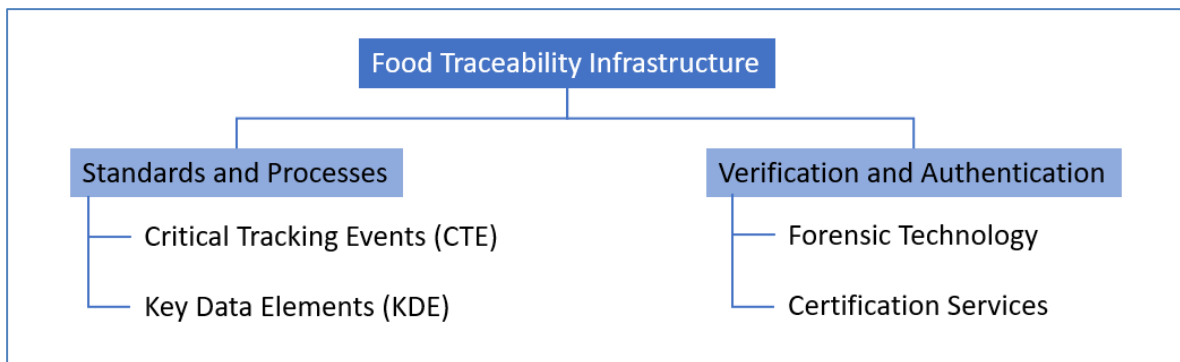 Food Traceability Infrastructure
Standards and Processes
Critical Tracking Events (CTE)
Key Data Elements (KDE)
Verification and Authentication
Forensic Technology
Certification Services